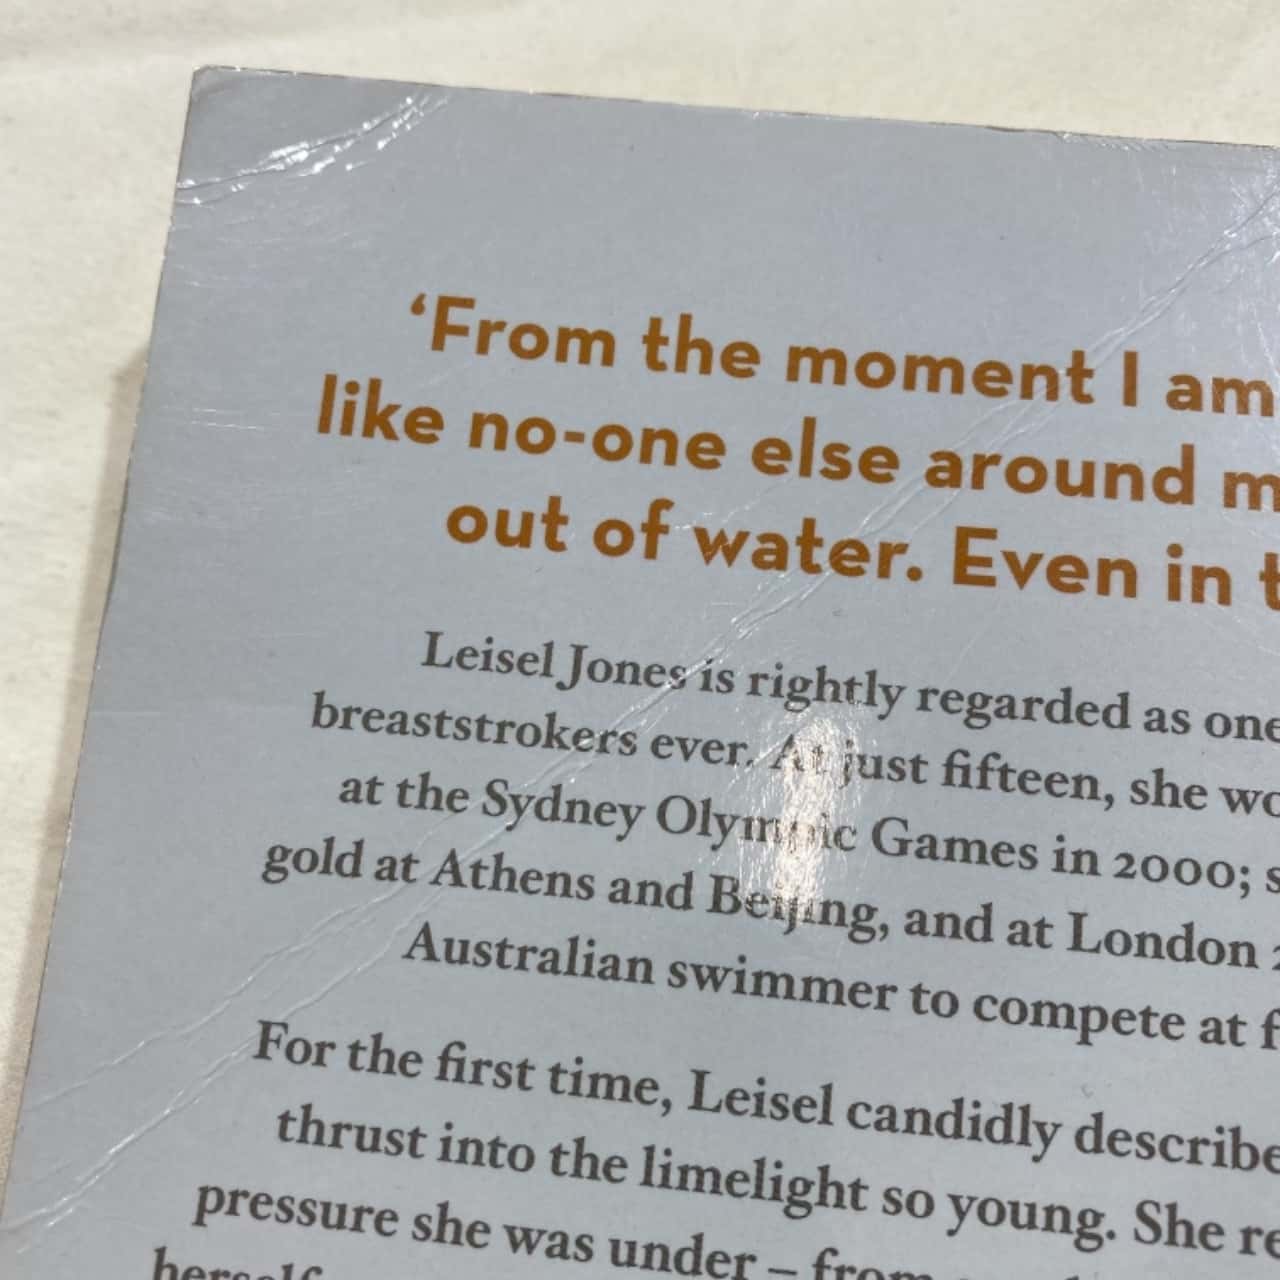 ‘From the moment I am
like no-one else around m
out of water. Even in t
Leisel Jones is rightly regarded as one
breaststrokers ever. At just fifteen, she wo
at the Sydney Olympic Games in 2000; s
gold at Athens and Beijing, and at London 2
Australian swimmer to compete at f
For the first time, Leisel candidly describe
thrust into the limelight so young. She re
pressure she was under – from
herself